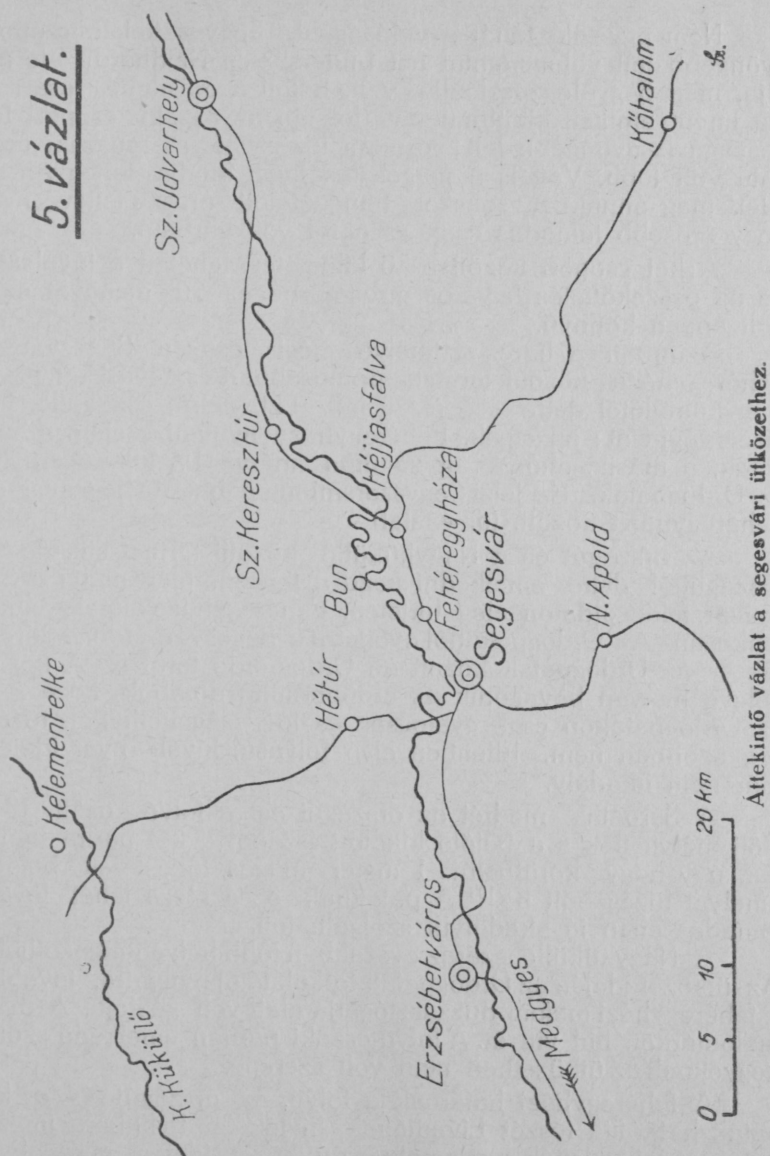 5. vázlat.
Sz. Udvarhely
Kőhalom
Sz. Keresztúr
Héjjasfalva
Bun
Fehéregyháza
Segesvár
N. Apold
Hétúr
Kelementelke
K. Küküllő
Erzsébetváros
Medgyes
0 5 10 20 km
Áttekintő vázlat a segesvári ütközethez.